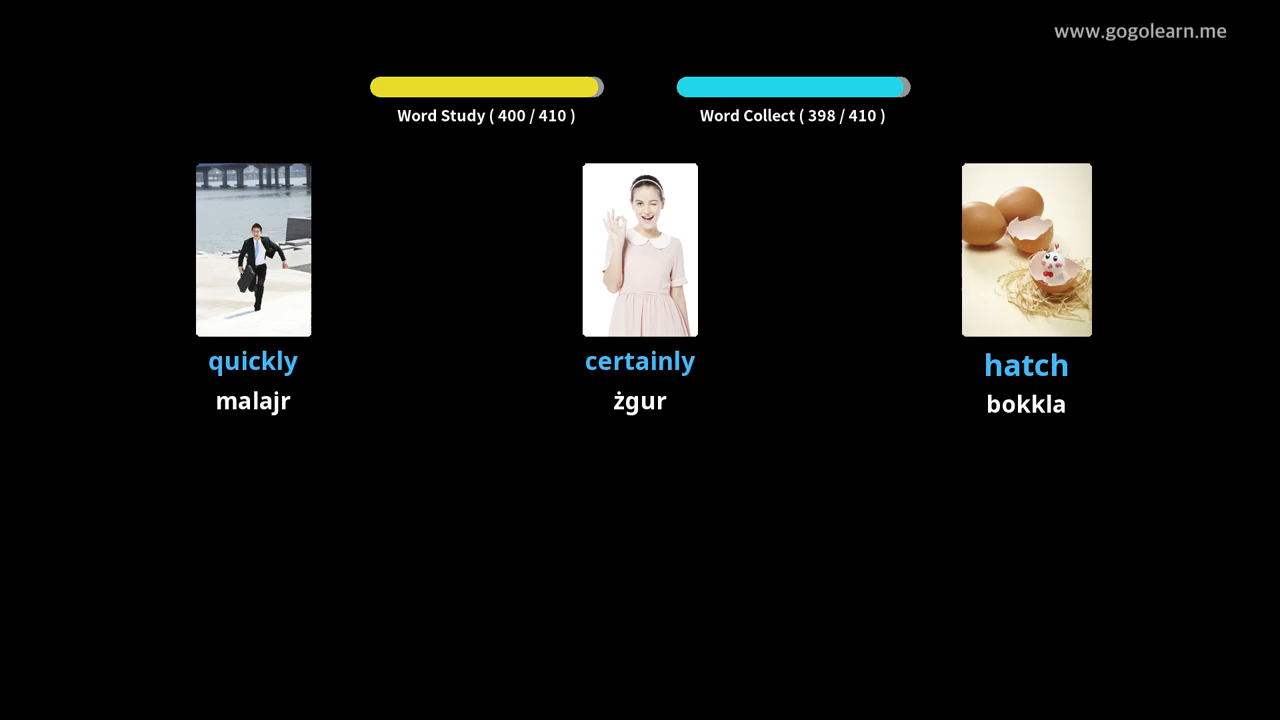 www.gogolearn.me
Word Study ( 400 / 410 )
Word Collect ( 398 / 410 )
quickly
malajr
certainly
żgur
hatch
bokkla